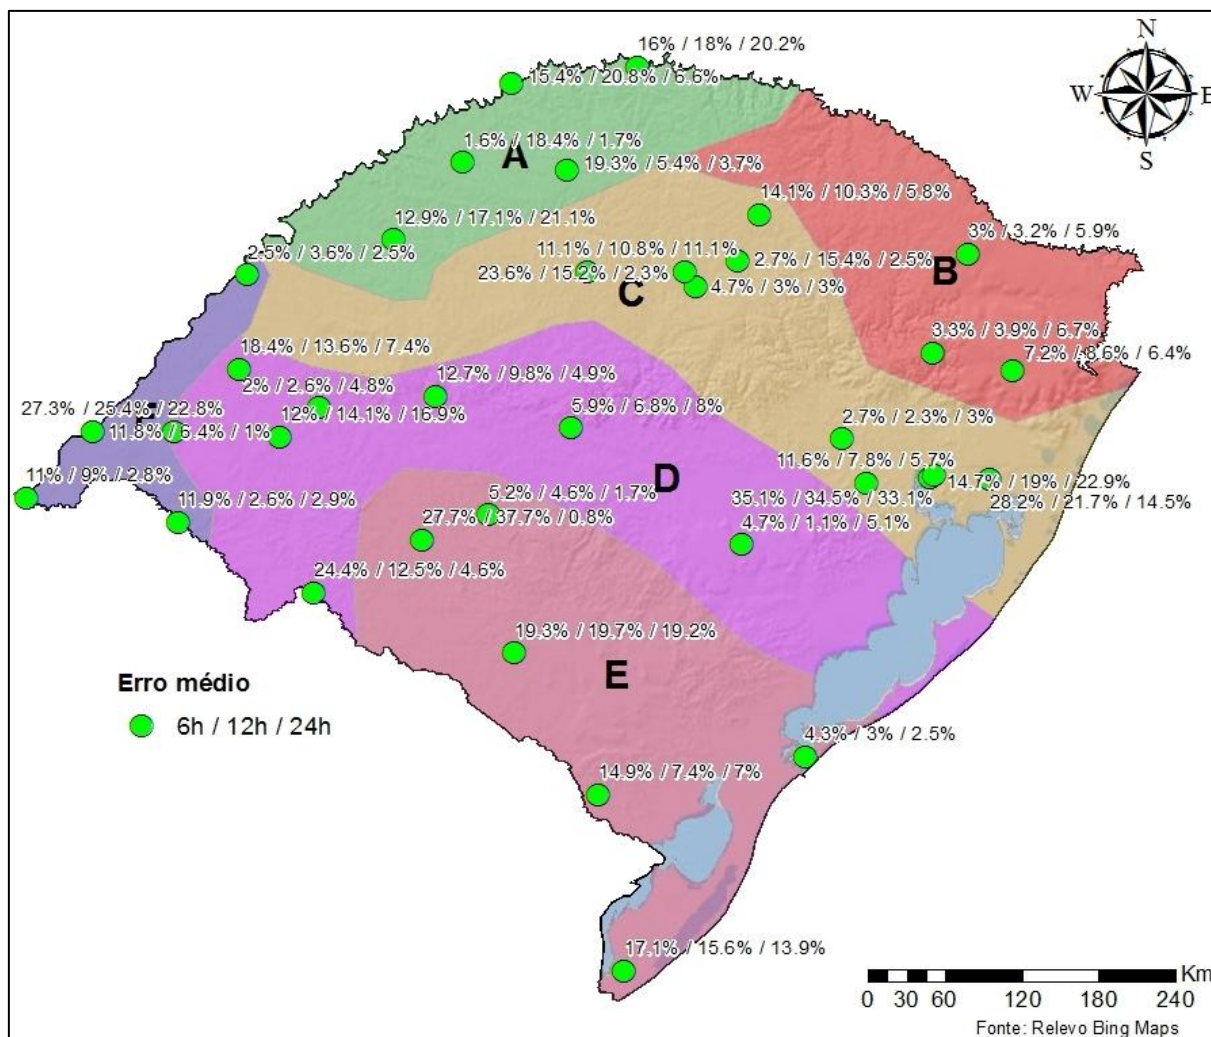 N
W
E
S
16% / 18% / 20.2%
15.4% / 20.8% / 6.6%
1.6% / 18.4% / 1.7%
A
19.3% / 5.4% / 3.7%
14.1% / 10.3% / 5.8%
12.9% / 17.1% / 21.1%
2.5% / 3.6% / 2.5%
11.1% / 10.8% / 11.1%
3% / 3.2% / 5.9%
2.7% / 15.4% / 2.5%
23.6% / 15.2% / 2.3%
B
4.7% / 3% / 3%
C
3.3% / 3.9% / 6.7%
18.4% / 13.6% / 7.4%
7.2% / 8.6% / 6.4%
12.7% / 9.8% / 4.9%
2% / 2.6% / 4.8%
27.3% / 25.4% / 22.8%
12% / 14.1% / 16.9%
5.9% / 6.8% / 8%
2.7% / 2.3% / 3%
11.8% / 6.4% / 1%
11.6% / 7.8% / 5.7%
11% / 9% / 2.8%
D
14.7% / 19% / 22.9%
11.9% / 2.6% / 2.9%
5.2% / 4.6% / 1.7%
35.1% / 34.5% / 33.1%
28.2% / 21.7% / 14.5%
27.7% / 37.7% / 0.8%
4.7% / 1.1% / 5.1%
24.4% / 12.5% / 4.6%
19.3% / 19.7% / 19.2%
E
Erro médio
6h / 12h / 24h
4.3% / 3% / 2.5%
14.9% / 7.4% / 7%
17.1% / 15.6% / 13.9%
Km
0 30 60 120 180 240
Fonte: Relevo Bing Maps